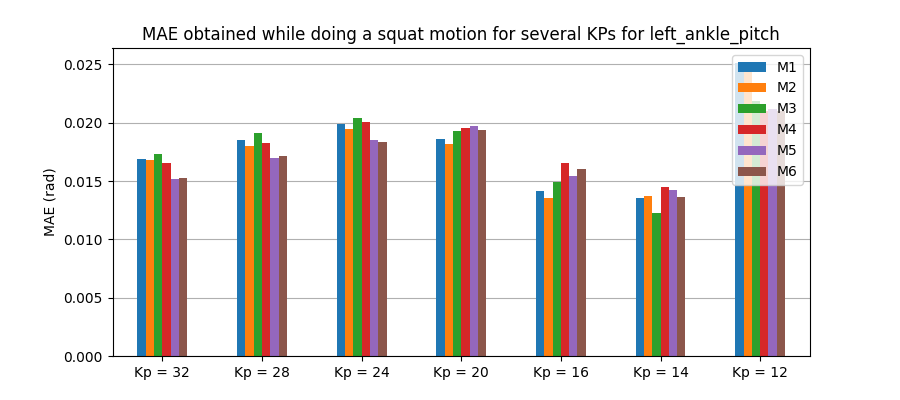 MAE obtained while doing a squat motion for several KPs for left_ankle_pitch
MAE (rad)
0.025
0.020
0.015
0.010
0.005
0.000
Kp = 32
Kp = 28
Kp = 24
Kp = 20
Kp = 16
Kp = 14
Kp = 12
M1
M2
M3
M4
M5
M6